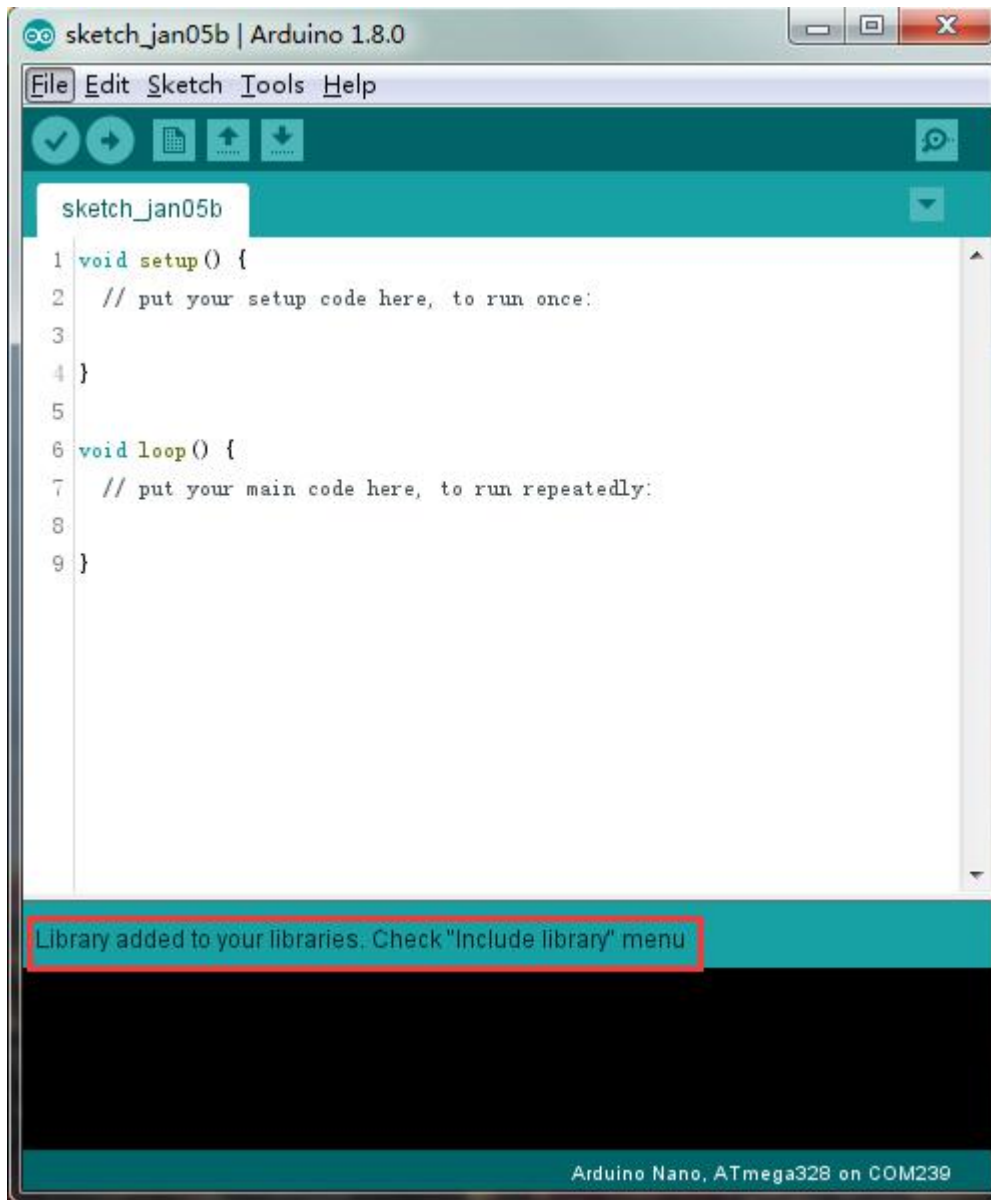 sketch_jan05b | Arduino 1.8.0
File Edit Sketch Tools Help
sketch_jan05b
1 void setup() {
2 // put your setup code here, to run once:
3
4 }
5
6 void loop() {
7 // put your main code here, to run repeatedly:
8
9 }
Library added to your libraries. Check "Include library" menu
Arduino Nano, ATmega328 on COM239